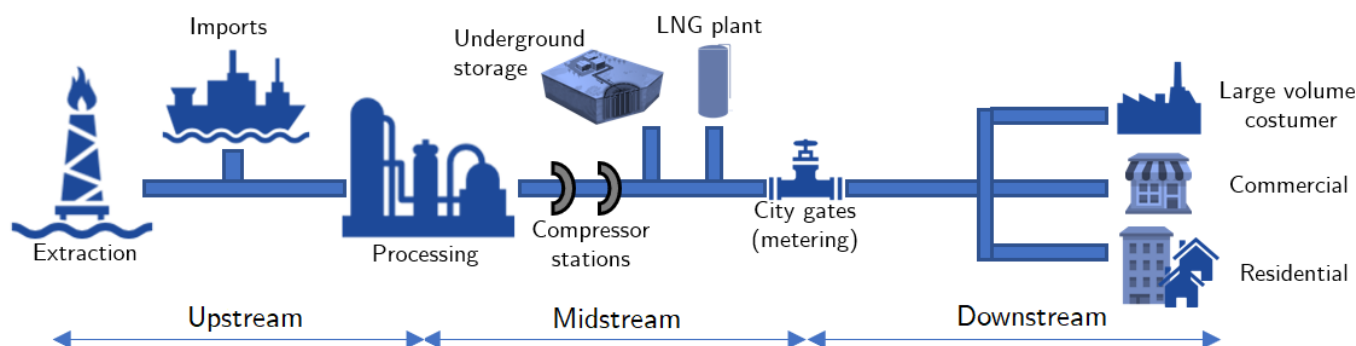 Imports
Underground
storage
LNG plant
Large volume
costumer
Commercial
Residential
Extraction
Processing
Compressor
stations
City gates
(metering)
Upstream
Midstream
Downstream